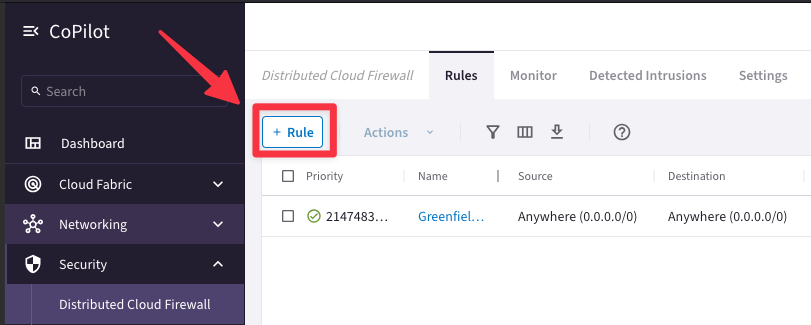 CoPilot
Search
Dashboard
Cloud Fabric
Networking
Security
Distributed Cloud Firewall
Distributed Cloud Firewall Rules Monitor Detected Intrusions Settings
+ Rule Actions
Priority Name Source Destination
2147483... Greenfiel... Anywhere (0.0.0.0/0) Anywhere (0.0.0.0/0)